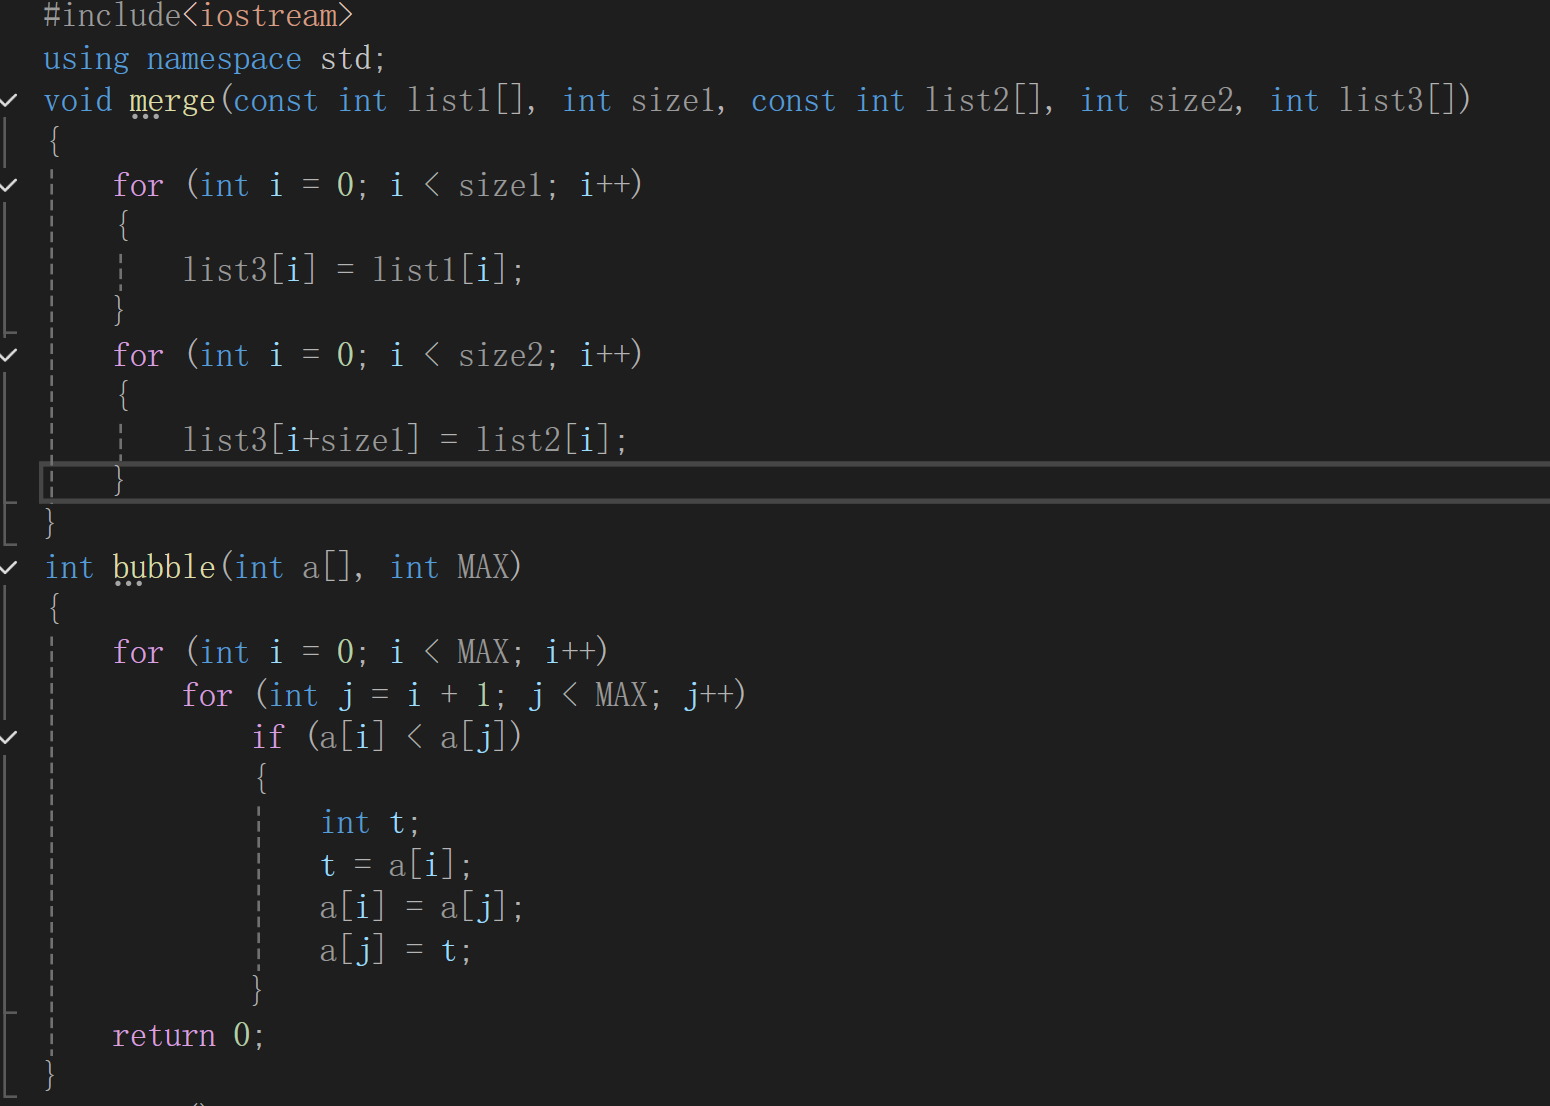 #include<iostream>
using namespace std;
void merge(const int list1[], int size1, const int list2[], int size2, int list3[])
{
for (int i = 0; i < size1; i++)
{
list3[i] = list1[i];
}
for (int i = 0; i < size2; i++)
{
list3[i+size1] = list2[i];
}
}
int bubble(int a[], int MAX)
{
for (int i = 0; i < MAX; i++)
for (int j = i + 1; j < MAX; j++)
if (a[i] < a[j])
{
int t;
t = a[i];
a[i] = a[j];
a[j] = t;
}
return 0;
}